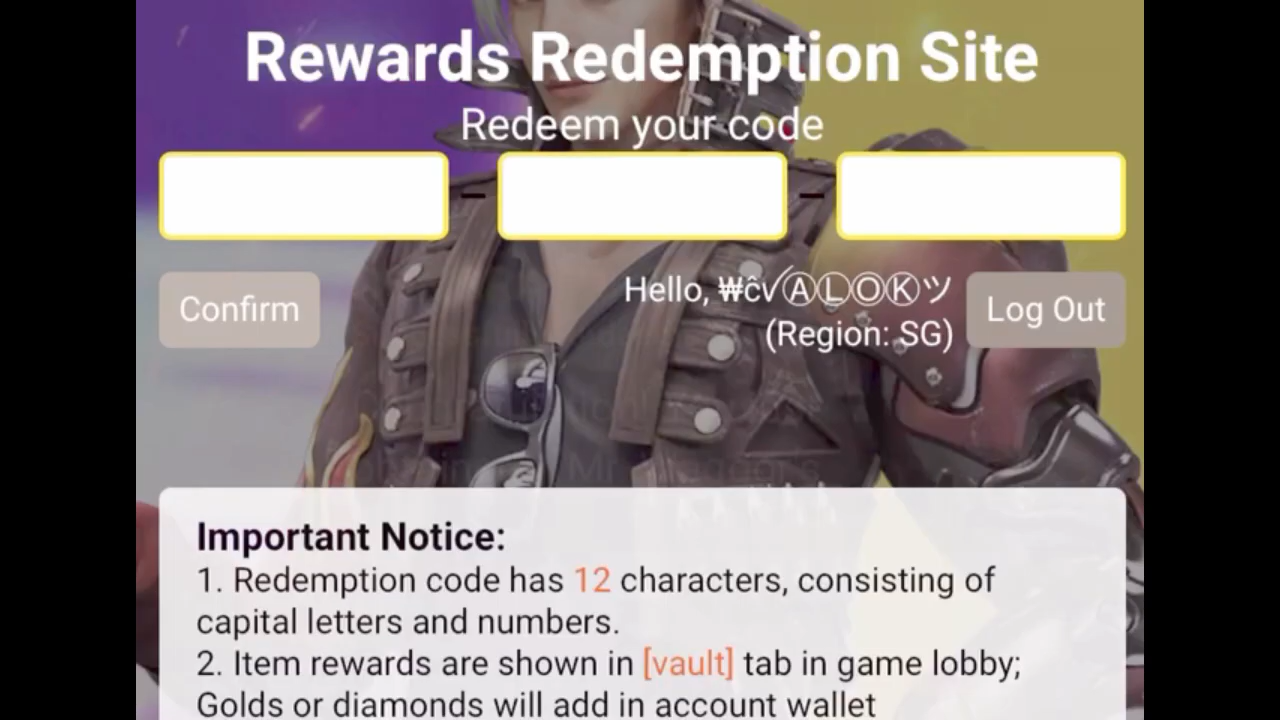 Rewards Redemption Site
Redeem your code
Confirm
Hello, ₩ĉ√ⒶⓁⓄⓀツ
(Region: SG)
Log Out
Important Notice:
1. Redemption code has 12 characters, consisting of
capital letters and numbers.
2. Item rewards are shown in [vault] tab in game lobby;
Golds or diamonds will add in account wallet